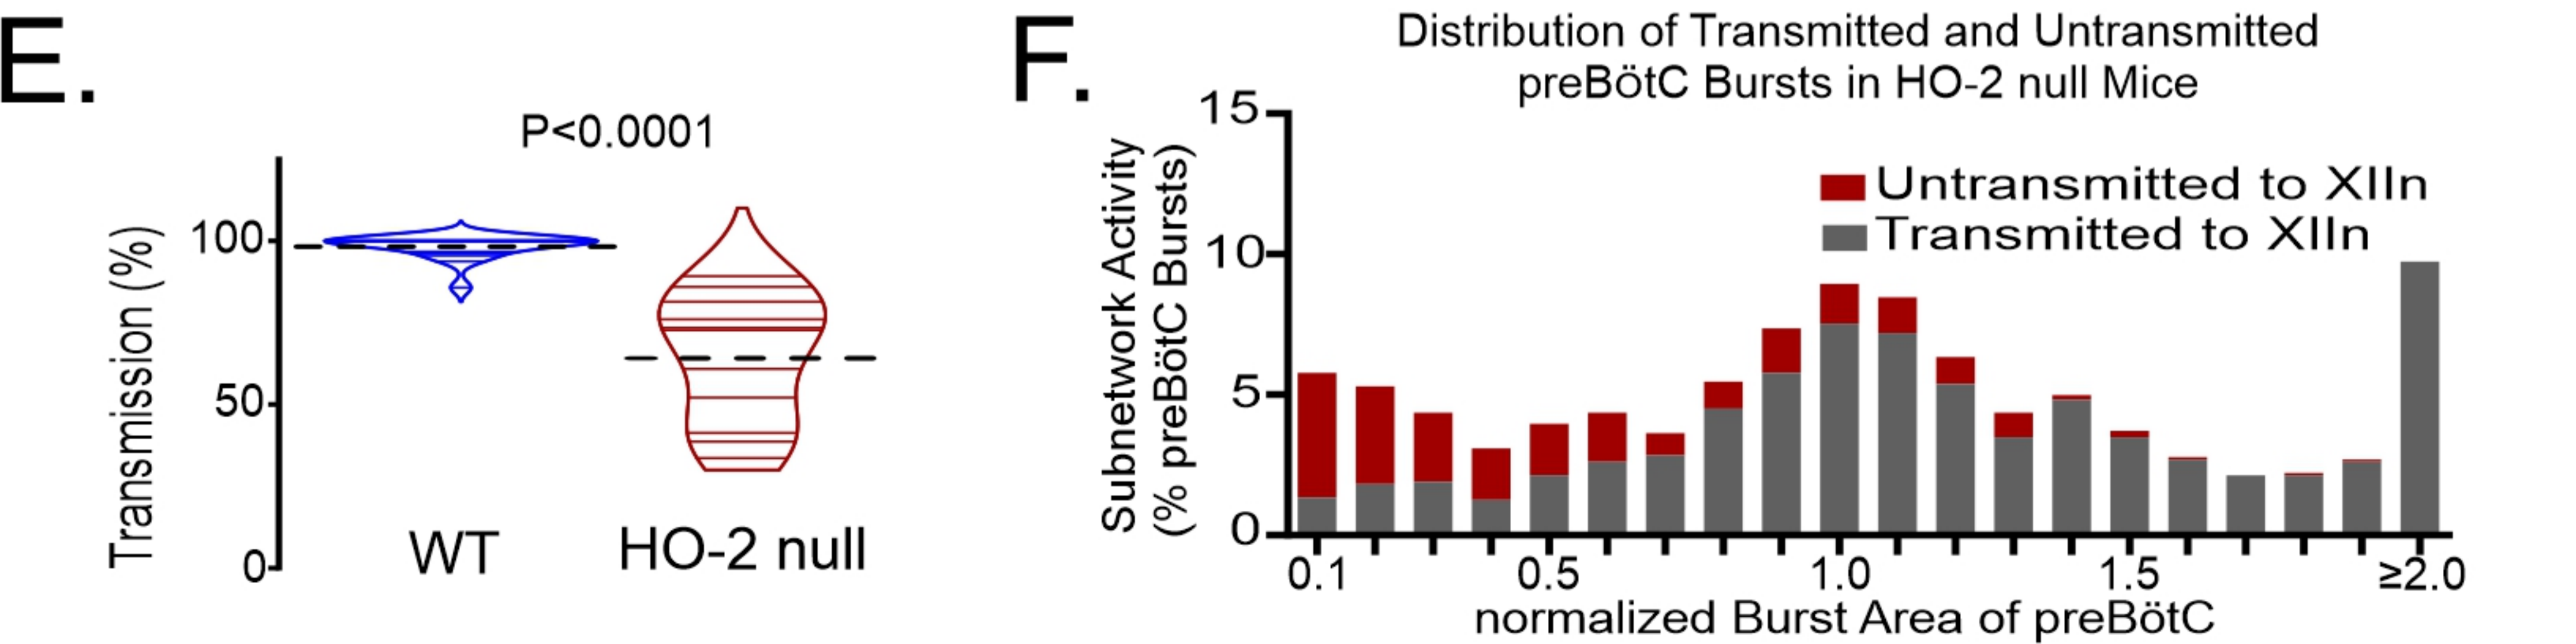 E.
P<0.0001
Transmission (%)
100
50
0
WT
HO-2 null
F.
Distribution of Transmitted and Untransmitted
preBötC Bursts in HO-2 null Mice
Subnetwork Activity
(% preBötC Bursts)
15
10
5
0
Untransmitted to XIIn
Transmitted to XIIn
0.1 0.5 1.0 1.5 ≥2.0
normalized Burst Area of preBötC